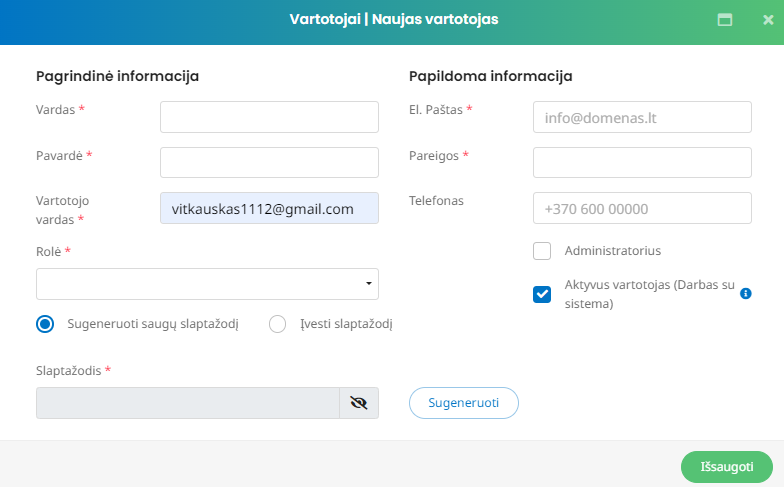 Vartotojai | Naujas vartotojas
Pagrindinė informacija
Vardas *
Pavardė *
Vartotojo
vardas *
vitkauskas1112@gmail.com
Rolė *
Sugeneruoti saugų slaptažodį
Įvesti slaptažodį
Slaptažodis *
Papildoma informacija
El. Paštas *
info@domenas.lt
Pareigos *
Telefonas
+370 600 00000
Administratorius
Aktyvus vartotojas (Darbas su
sistema)
Sugeneruoti
Išsaugoti